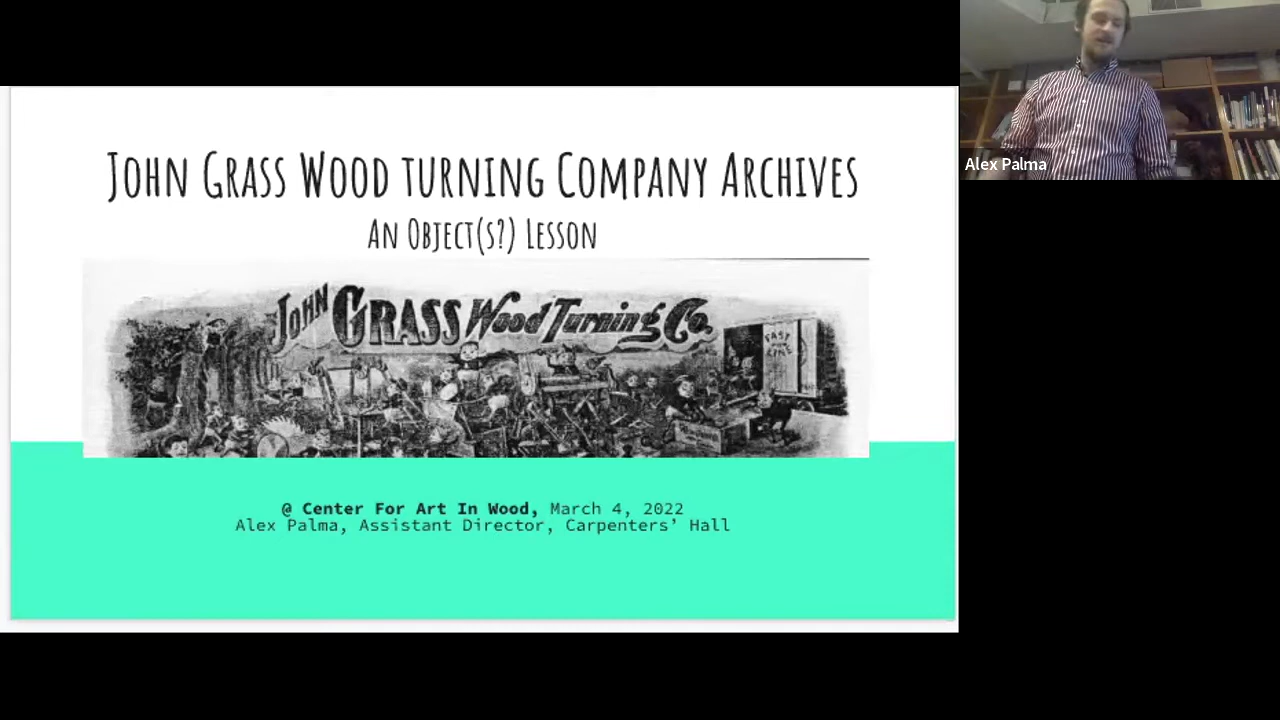 John Grass Wood turning Company Archives
An Object(s?) Lesson
John Grass Wood Turning Co.
FAST
LINE
@ Center For Art In Wood, March 4, 2022
Alex Palma, Assistant Director, Carpenters’ Hall
Alex Palma